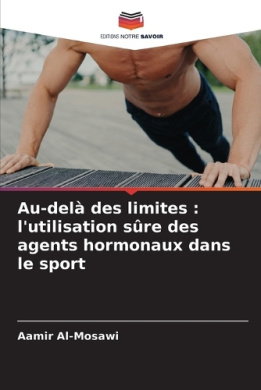 EDITIONS NOTRE SAVOIR
Au-delà des limites :
l'utilisation sûre des
agents hormonaux dans
le sport
Aamir Al-Mosawi